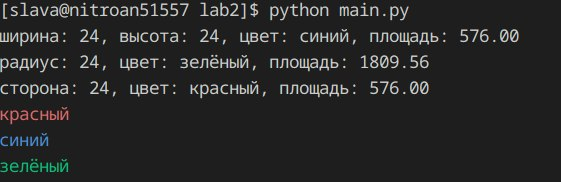 [slava@nitroan51557 lab2]$ python main.py
ширина: 24, высота: 24, цвет: синий, площадь: 576.00
радиус: 24, цвет: зелёный, площадь: 1809.56
сторона: 24, цвет: красный, площадь: 576.00
красный
синий
зелёный